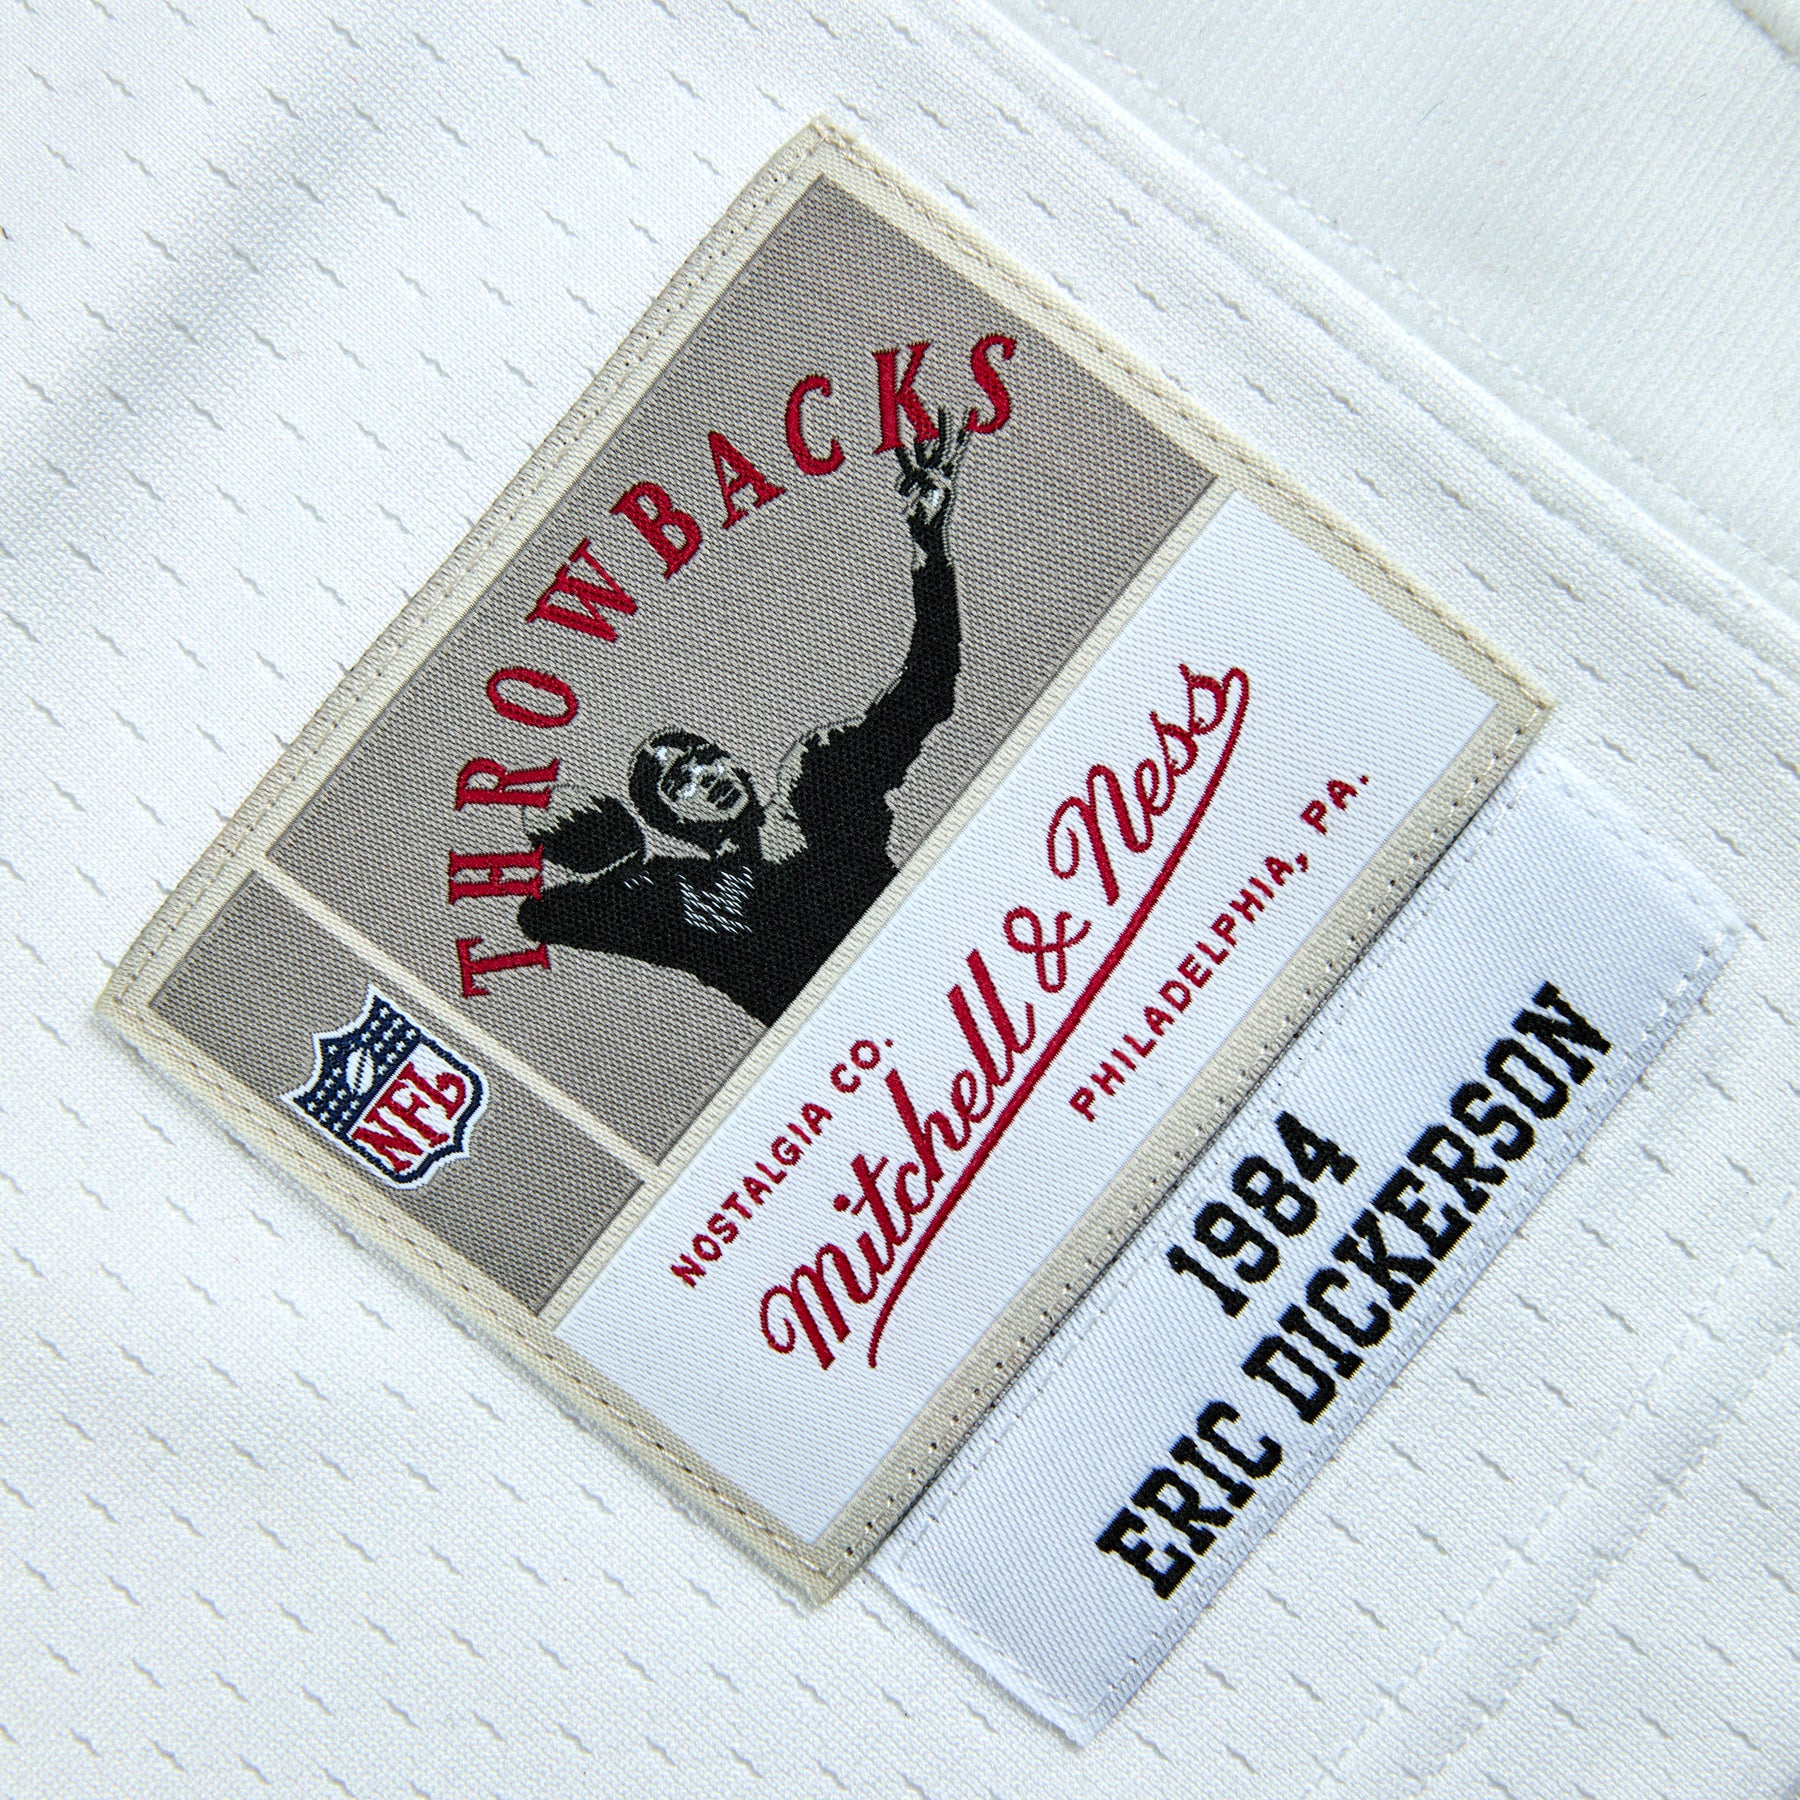 THROWBACKS
NFL
NOSTALGIA CO.
Mitchell & Ness
PHILADELPHIA, PA.
1984
ERIC DICKERSON